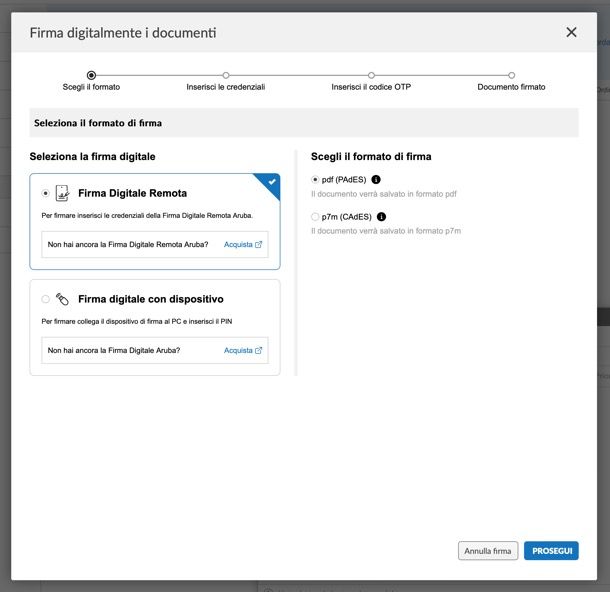 Firma digitalmente i documenti
Scegli il formato
Inserisci le credenziali
Inserisci il codice OTP
Documento firmato
Seleziona il formato di firma
Seleziona la firma digitale
Firma Digitale Remota
Per firmare inserisci le credenziali della Firma Digitale Remota Aruba.
Non hai ancora la Firma Digitale Remota Aruba? Acquista
Firma digitale con dispositivo
Per firmare collega il dispositivo di firma al PC e inserisci il PIN
Non hai ancora la Firma Digitale Aruba? Acquista
Scegli il formato di firma
pdf (PAdES)
Il documento verrà salvato in formato pdf
p7m (CAdES)
Il documento verrà salvato in formato p7m
Annulla firma
PROSEGUI